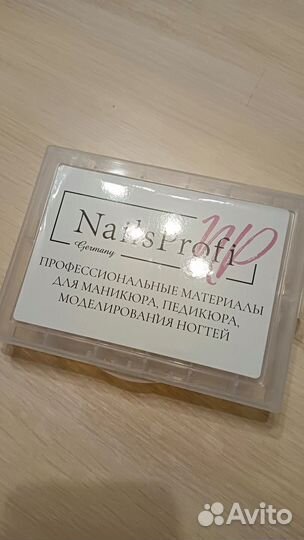 NailsProfi
NP
Germany
ПРОФЕССИОНАЛЬНЫЕ МАТЕРИАЛЫ
ДЛЯ МАНИКЮРА, ПЕДИКЮРА,
МОДЕЛИРОВАНИЯ НОГТЕЙ
Avito